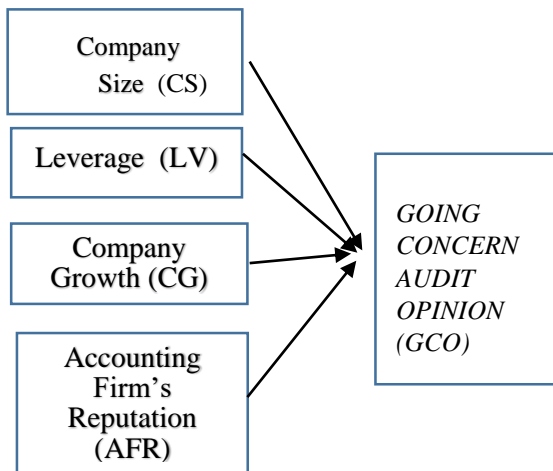 Company
Size (CS)
Leverage (LV)
Company
Growth (CG)
Accounting
Firm's
Reputation
(AFR)
GOING
CONCERN
AUDIT
OPINION
(GCO)